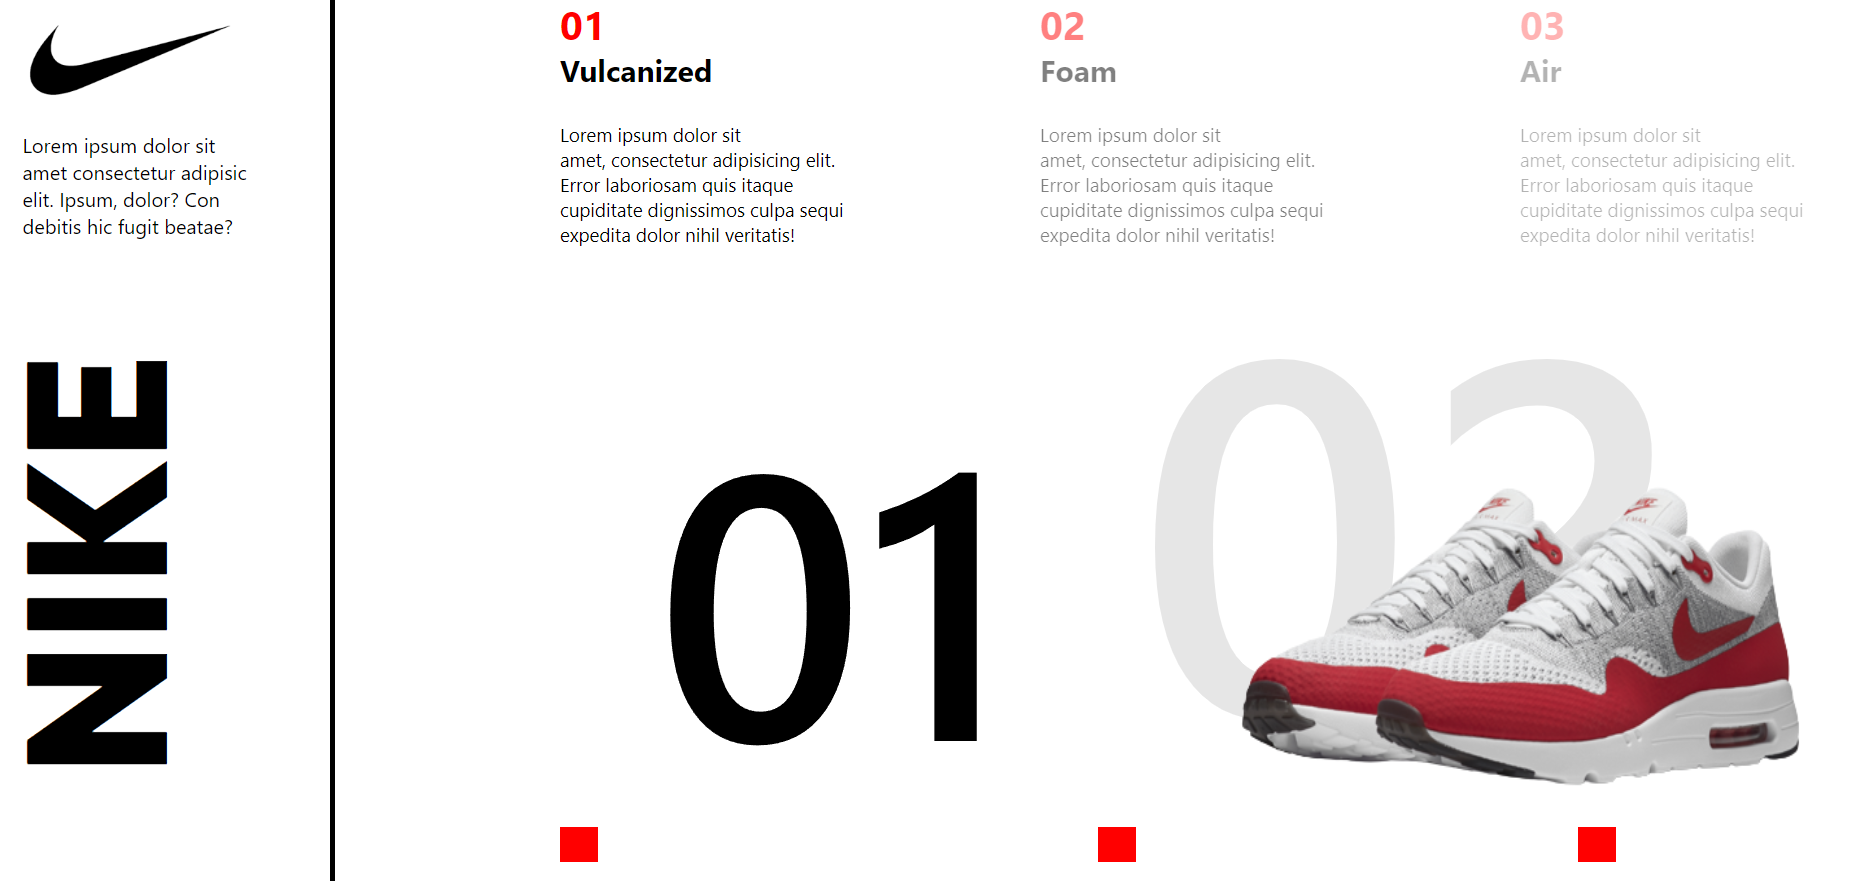 Lorem ipsum dolor sit
amet consectetur adipisic
elit. Ipsum, dolor? Con
debitis hic fugit beatae?
NIKE
01
Vulcanized
Lorem ipsum dolor sit
amet, consectetur adipisicing elit.
Error laboriosam quis itaque
cupiditate dignissimos culpa sequi
expedita dolor nihil veritatis!
02
Foam
Lorem ipsum dolor sit
amet, consectetur adipisicing elit.
Error laboriosam quis itaque
cupiditate dignissimos culpa sequi
expedita dolor nihil veritatis!
03
Air
Lorem ipsum dolor sit
amet, consectetur adipisicing elit.
Error laboriosam quis itaque
cupiditate dignissimos culpa sequi
expedita dolor nihil veritatis!
01
02